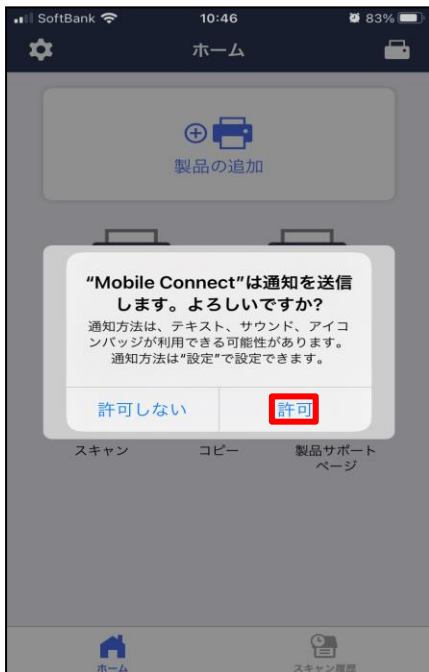 SoftBank 10:46 83%
ホーム
製品の追加
“Mobile Connect”は通知を送信
します。よろしいですか?
通知方法は、テキスト、サウンド、アイコ
ンバッジが利用できる可能性があります。
通知方法は“設定”で設定できます。
許可しない 許可
スキャン コピー 製品サポート
ページ
ホーム スキャン履歴